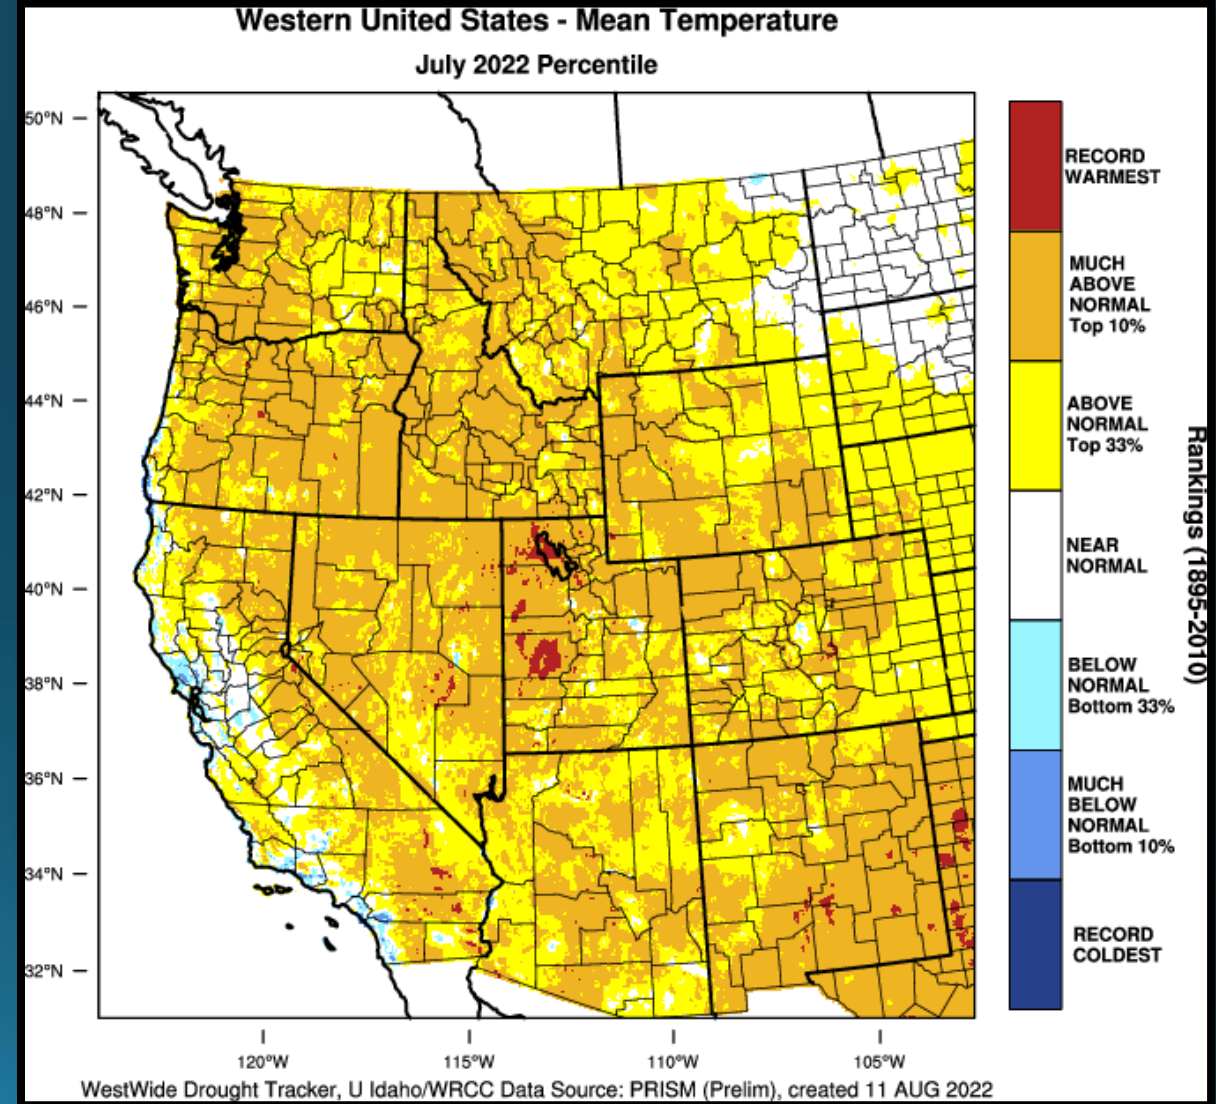 Western United States - Mean Temperature
July 2022 Percentile
50°N
48°N
46°N
44°N
42°N
40°N
38°N
36°N
34°N
32°N
120°W
115°W
110°W
105°W
RECORD
WARMEST
MUCH
ABOVE
NORMAL
Top 10%
ABOVE
NORMAL
Top 33%
NEAR
NORMAL
BELOW
NORMAL
Bottom 33%
MUCH
BELOW
NORMAL
Bottom 10%
RECORD
COLDEST
Rankings (1895-2010)
WestWide Drought Tracker, U Idaho/WRCC Data Source: PRISM (Prelim), created 11 AUG 2022